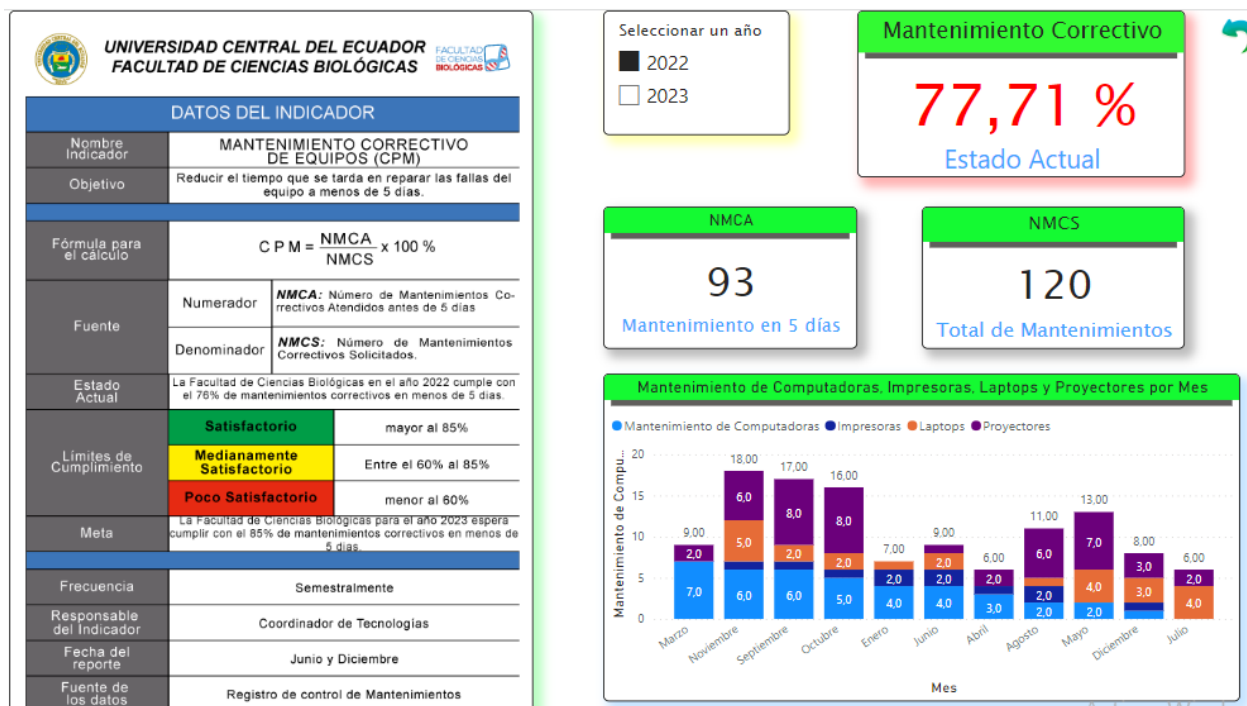 UNIVERSIDAD CENTRAL DEL ECUADOR
FACULTAD DE CIENCIAS BIOLÓGICAS
FACULTAD
DE CIENCIAS
BIOLÓGICAS
DATOS DEL INDICADOR
Nombre
Indicador
MANTENIMIENTO CORRECTIVO
DE EQUIPOS (CPM)
Objetivo
Reducir el tiempo que se tarda en reparar las fallas del
equipo a menos de 5 días.
Fórmula para
el cálculo
C P M = NMCA / NMCS x 100 %
Fuente
Numerador
NMCA: Número de Mantenimientos Co-
rrectivos Atendidos antes de 5 días
Denominador
NMCS: Número de Mantenimientos
Correctivos Solicitados.
Estado
Actual
La Facultad de Ciencias Biológicas en el año 2022 cumple con
el 76% de mantenimientos correctivos en menos de 5 días.
Límites de
Cumplimiento
Satisfactorio
mayor al 85%
Medianamente
Satisfactorio
Entre el 60% al 85%
Poco Satisfactorio
menor al 60%
Meta
La Facultad de Ciencias Biológicas para el año 2023 espera
cumplir con el 85% de mantenimientos correctivos en menos de
5 días.
Frecuencia
Semestralmente
Responsable
del Indicador
Coordinador de Tecnologías
Fecha del
reporte
Junio y Diciembre
Fuente de
los datos
Registro de control de Mantenimientos
Seleccionar un año
2022
2023
Mantenimiento Correctivo
77,71 %
Estado Actual
NMCA
93
Mantenimiento en 5 días
NMCS
120
Total de Mantenimientos
Mantenimiento de Computadoras, Impresoras, Laptops y Proyectores por Mes
Mantenimiento de Computadoras Impresoras Laptops Proyectores
Mantenimiento de Compu...
20
15
10
5
0
9,00 18,00 17,00 16,00 7,00 9,00 6,00 11,00 13,00 8,00 6,00
2,0 7,0
6,0 5,0 6,0
8,0 2,0 6,0
8,0 2,0 5,0
2,0 4,0
2,0 2,0 4,0
2,0 3,0
6,0 2,0 2,0
7,0 4,0 2,0
3,0 3,0
2,0 4,0
Marzo Noviembre Septiembre Octubre Enero Junio Abril Agosto Mayo Diciembre Julio
Mes